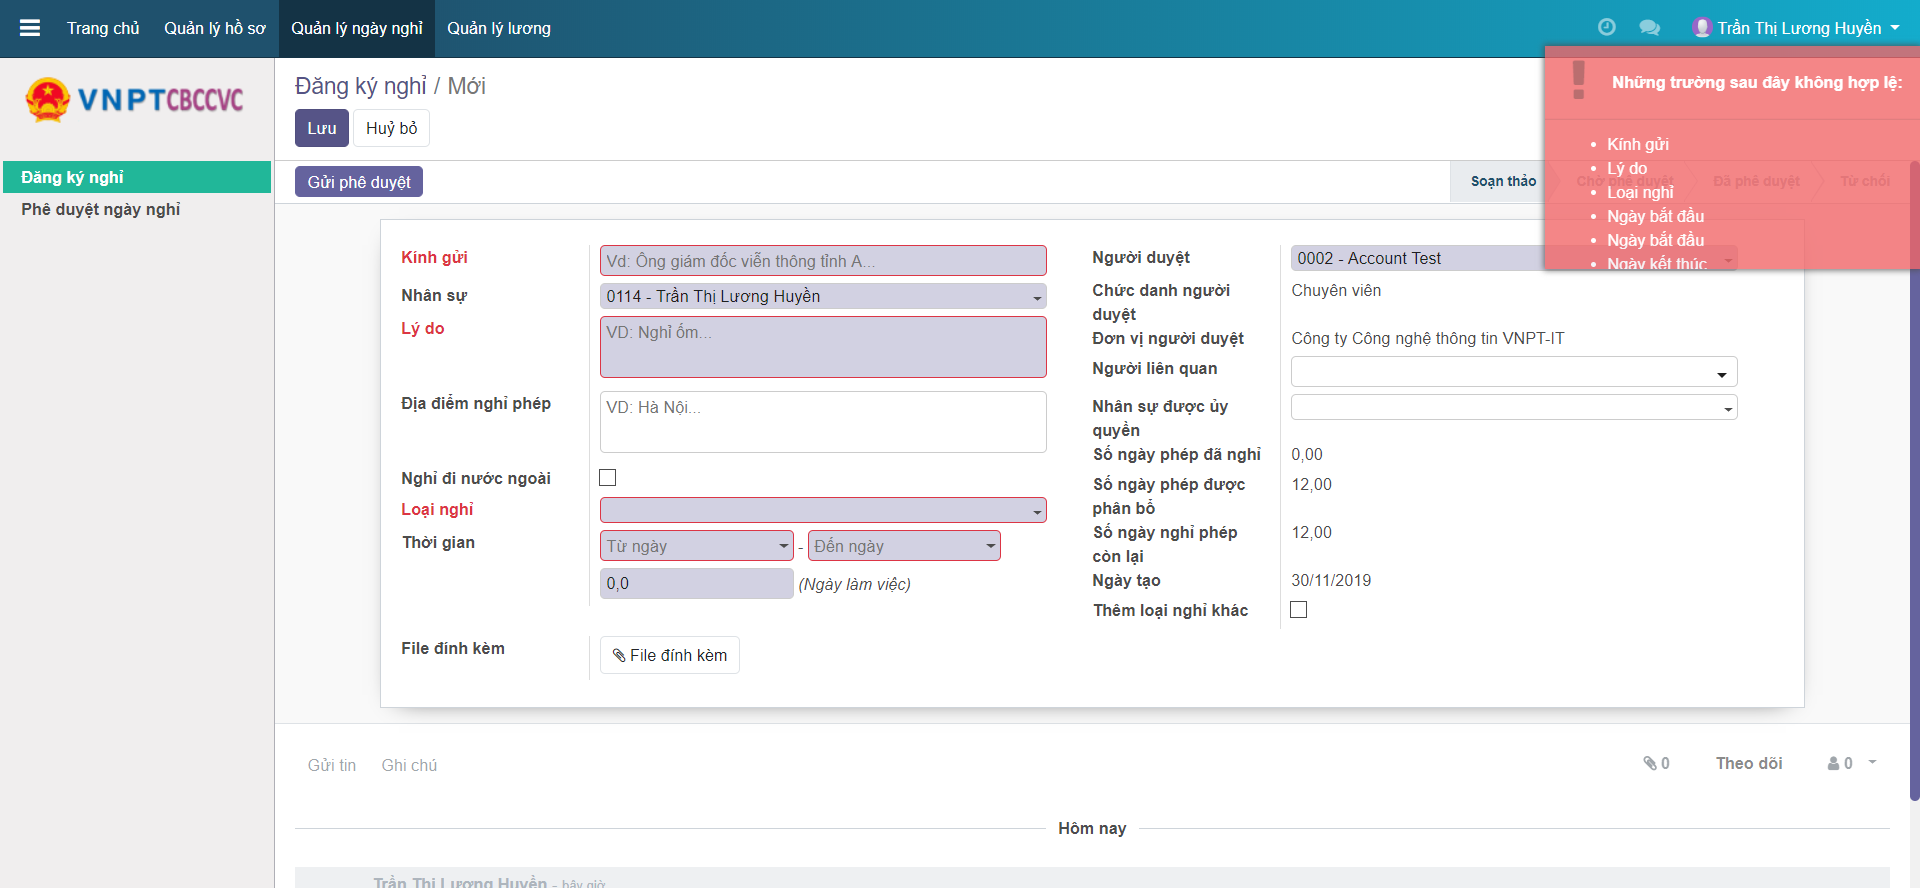 Trang chủ
Quản lý hồ sơ
Quản lý ngày nghỉ
Quản lý lương
Trần Thị Lương Huyền
VNPTCBCCVC
Đăng ký nghỉ
Phê duyệt ngày nghỉ
Đăng ký nghỉ / Mới
Lưu
Huỷ bỏ
Gửi phê duyệt
Soạn thảo
Chờ phê duyệt
Đã phê duyệt
Từ chối
Những trường sau đây không hợp lệ:
Kính gửi
Lý do
Loại nghỉ
Ngày bắt đầu
Ngày bắt đầu
Ngày kết thúc
Kính gửi
Vd: Ông giám đốc viễn thông tỉnh A...
Nhân sự
0114 - Trần Thị Lương Huyền
Lý do
VD: Nghỉ ốm...
Địa điểm nghỉ phép
VD: Hà Nội...
Nghỉ đi nước ngoài
Loại nghỉ
Thời gian
Từ ngày - Đến ngày
0,0 (Ngày làm việc)
File đính kèm
File đính kèm
Người duyệt
0002 - Account Test
Chức danh người
duyệt
Chuyên viên
Đơn vị người duyệt
Công ty Công nghệ thông tin VNPT-IT
Người liên quan
Nhân sự được ủy
quyền
Số ngày phép đã nghỉ
0,00
Số ngày phép được
phân bổ
12,00
Số ngày nghỉ phép
còn lại
12,00
Ngày tạo
30/11/2019
Thêm loại nghỉ khác
Gửi tin
Ghi chú
0
Theo dõi
0
Hôm nay
Trần Thị Lương Huyền - bây giờ